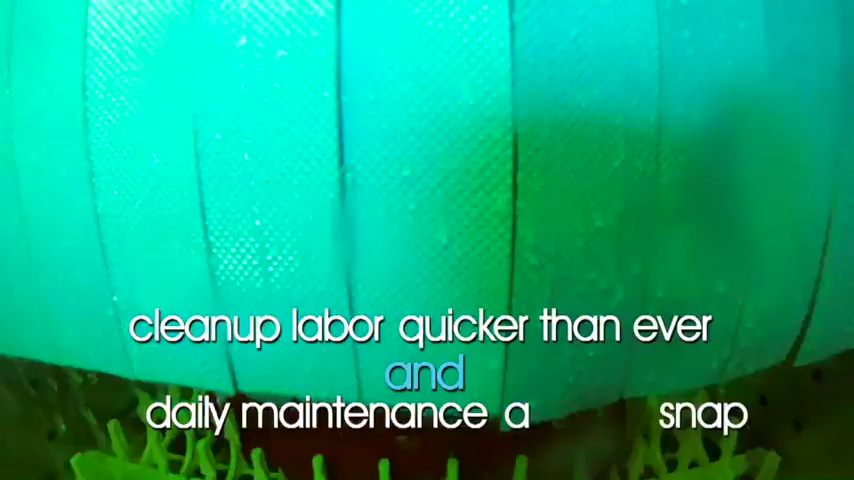 cleanup labor quicker than ever
and
daily maintenance a snap